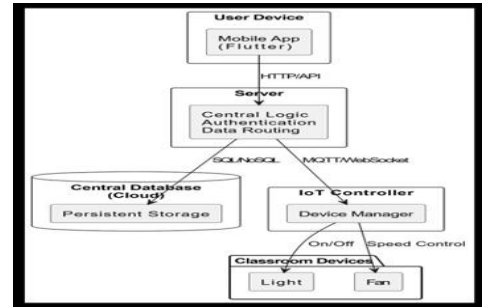 User Device
Mobile App
(Flutter)
HTTP/API
Server
Central Logic
Authentication
Data Routing
SQL/NoSQL
MQTT/WebSocket
Central Database
(Cloud)
Persistent Storage
IoT Controller
Device Manager
On/Off
Speed Control
Classroom Devices
Light
Fan